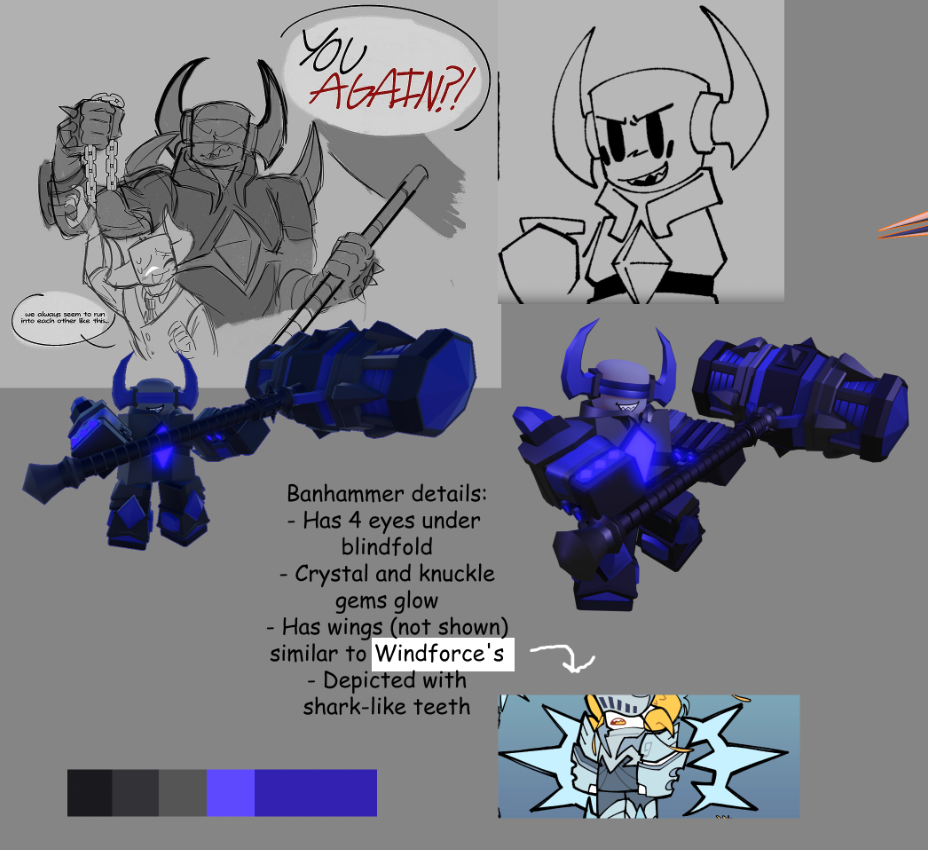 YOU
AGAIN?!
we always seem to run
into each other like this...
Banhammer details:
- Has 4 eyes under
blindfold
- Crystal and knuckle
gems glow
- Has wings (not shown)
similar to Windforce's
- Depicted with
shark-like teeth